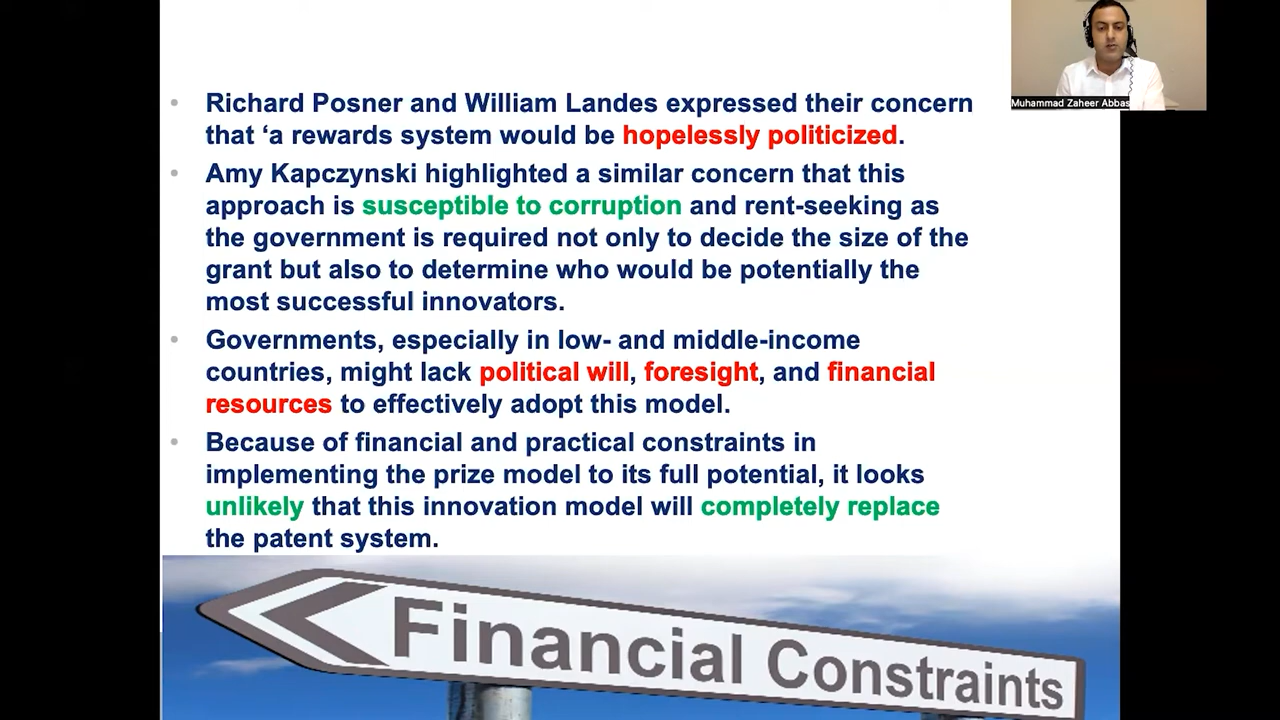 Richard Posner and William Landes expressed their concern
that ‘a rewards system would be hopelessly politicized.
Amy Kapczynski highlighted a similar concern that this
approach is susceptible to corruption and rent-seeking as
the government is required not only to decide the size of the
grant but also to determine who would be potentially the
most successful innovators.
Governments, especially in low- and middle-income
countries, might lack political will, foresight, and financial
resources to effectively adopt this model.
Because of financial and practical constraints in
implementing the prize model to its full potential, it looks
unlikely that this innovation model will completely replace
the patent system.
Financial Constraints
Muhammad Zaheer Abbas